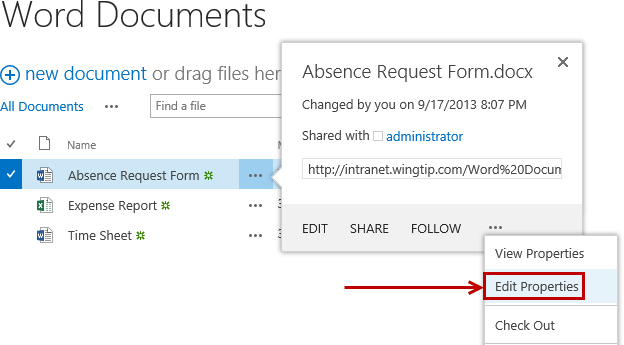 Word Documents
new document or drag files her
All Documents ••• Find a file
Name
Absence Request Form •••
Expense Report •••
Time Sheet •••
Absence Request Form.docx
Changed by you on 9/17/2013 8:07 PM
Shared with administrator
http://intranet.wingtip.com/Word%20Docum
EDIT SHARE FOLLOW •••
View Properties
Edit Properties
Check Out